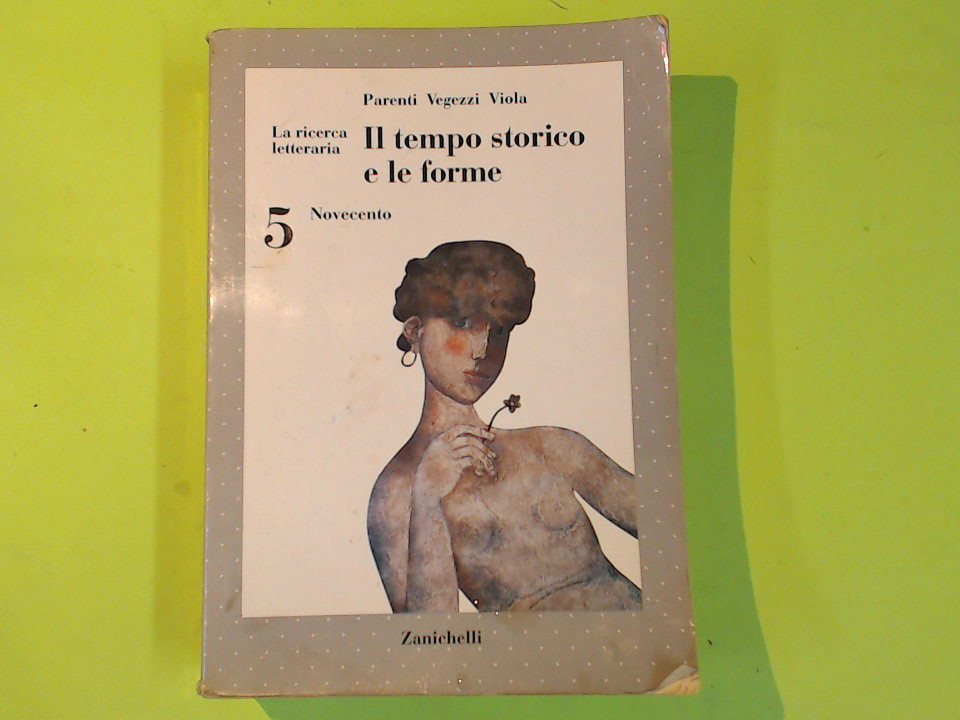 Parenti Vegezzi Viola
La ricerca
letteraria
Il tempo storico
e le forme
5
Novecento
Zanichelli